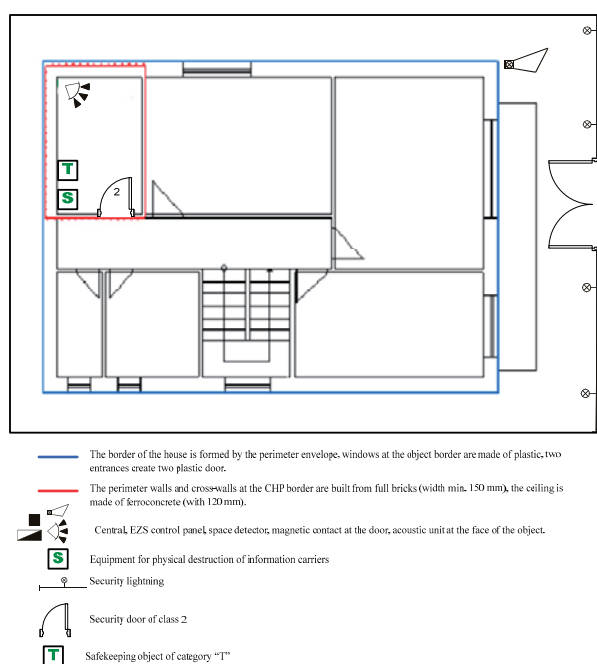 T
S
2
The border of the house is formed by the perimeter envelope, windows at the object border are made of plastic, two
entrances create two plastic door.
The perimeter walls and cross-walls at the CHP border are built from full bricks (width min. 150 mm), the ceiling is
made of ferroconcrete (with 120 mm).
Central, EZS control panel, space detector, magnetic contact at the door, acoustic unit at the face of the object.
S
Equipment for physical destruction of information carriers
Security lightning
Security door of class 2
T
Safekeeping object of category “T”